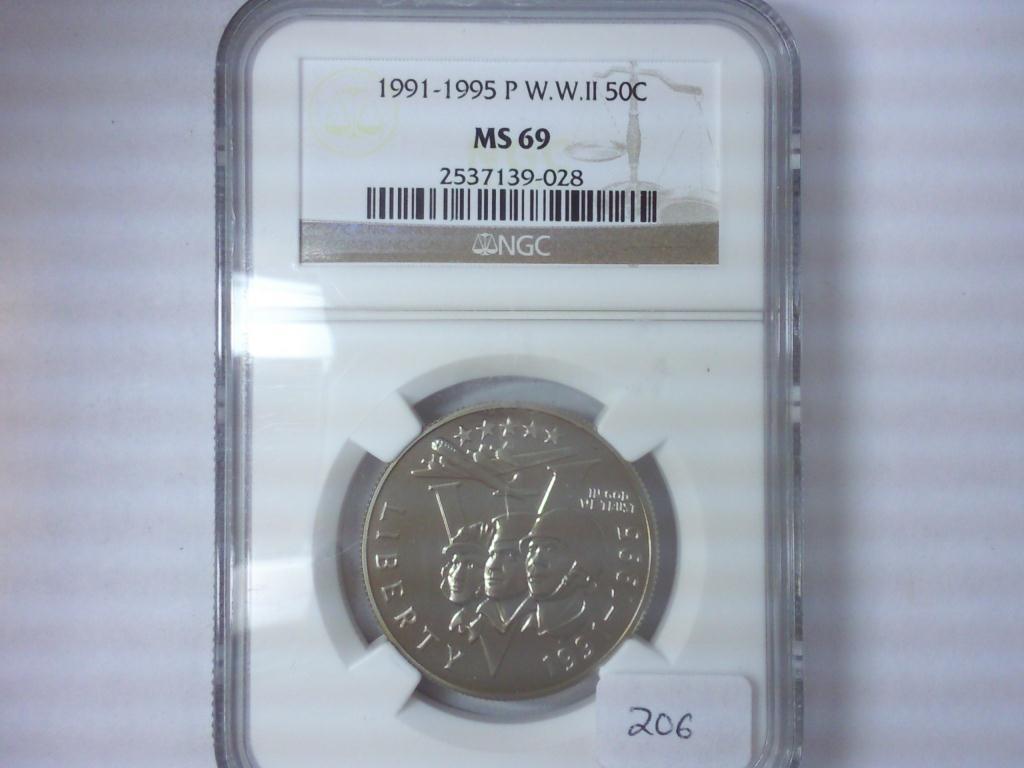 1991-1995 P W.W.II 50C
MS 69
2537139-028
NGC
IN GOD
WE TRUST
LIBERTY
1991-1995
206